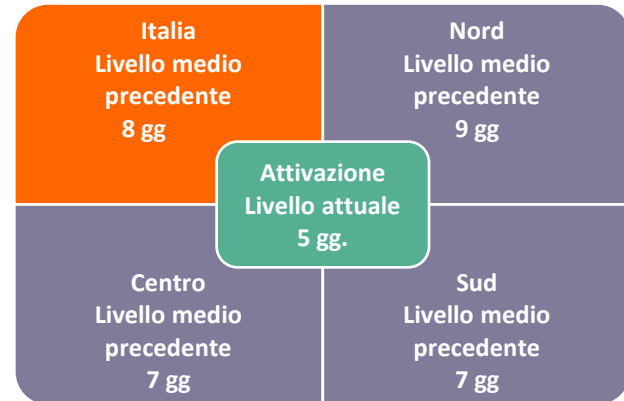 Italia
Livello medio
precedente
8 gg
Nord
Livello medio
precedente
9 gg
Attivazione
Livello attuale
5 gg.
Centro
Livello medio
precedente
7 gg
Sud
Livello medio
precedente
7 gg